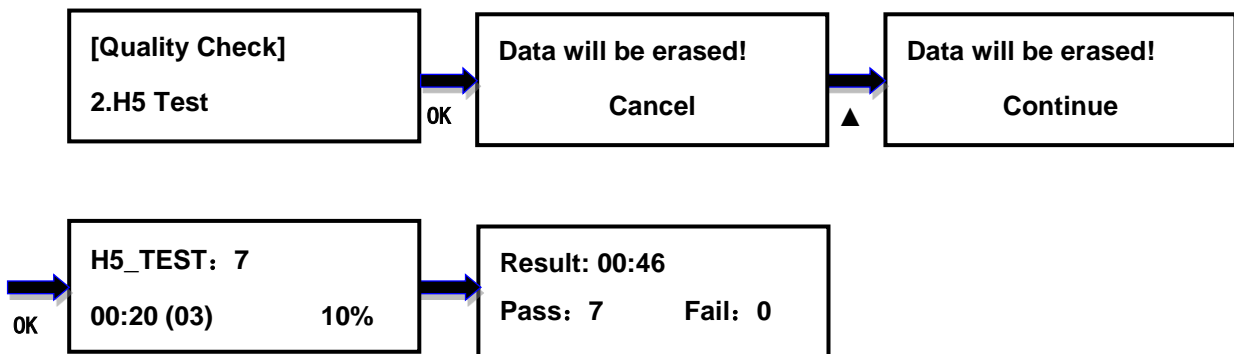 [Quality Check]
2.H5 Test
OK
Data will be erased!
Cancel
▲
Data will be erased!
Continue
OK
H5_TEST：7
00:20 (03) 10%
Result: 00:46
Pass：7 Fail：0